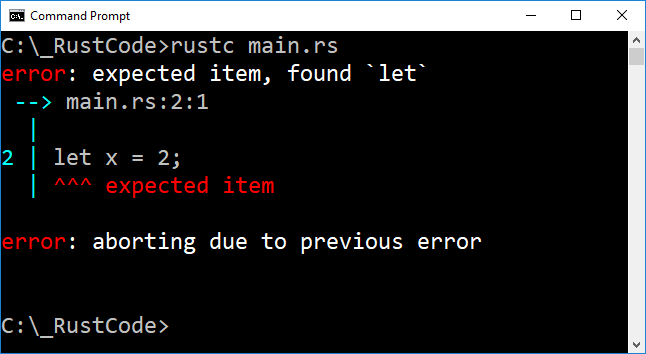 Command Prompt
C:\_RustCode>rustc main.rs
error: expected item, found `let`
 --> main.rs:2:1
  |
2 | let x = 2;
  | ^^^ expected item
error: aborting due to previous error
C:\_RustCode>